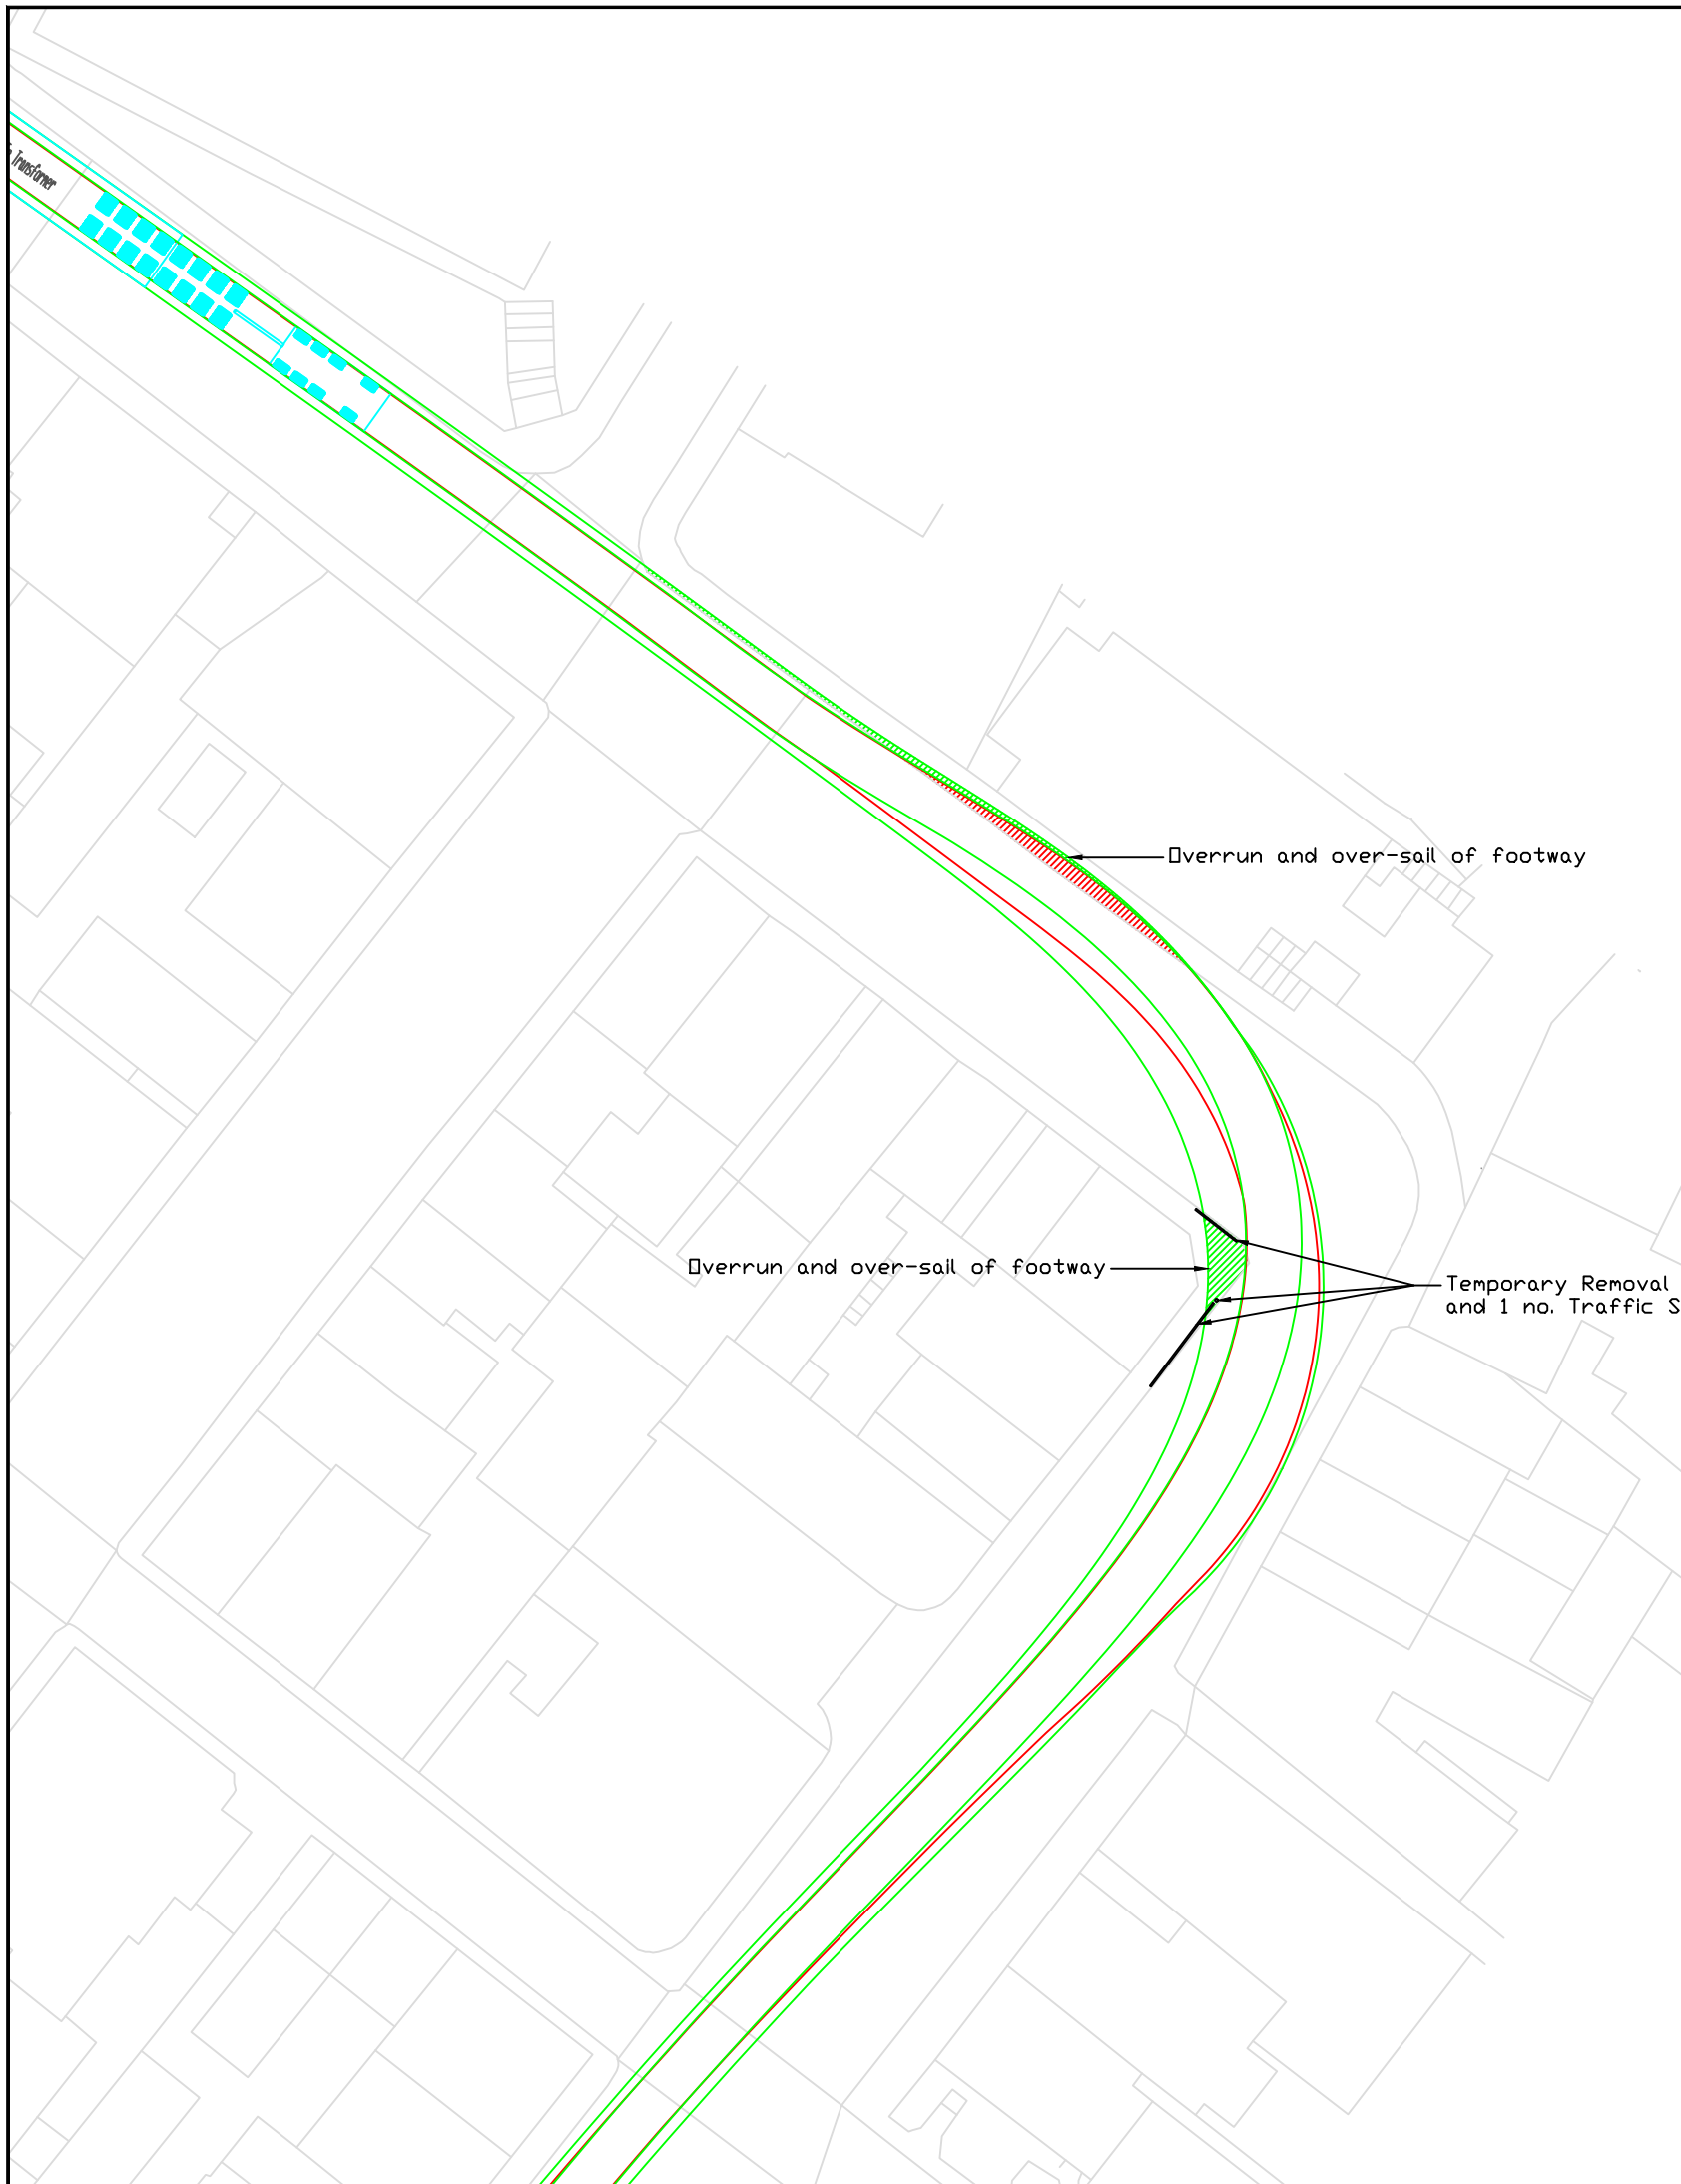 Transformer
Overrun and over-sail of footway
Overrun and over-sail of footway
Temporary Removal
and 1 no. Traffic S